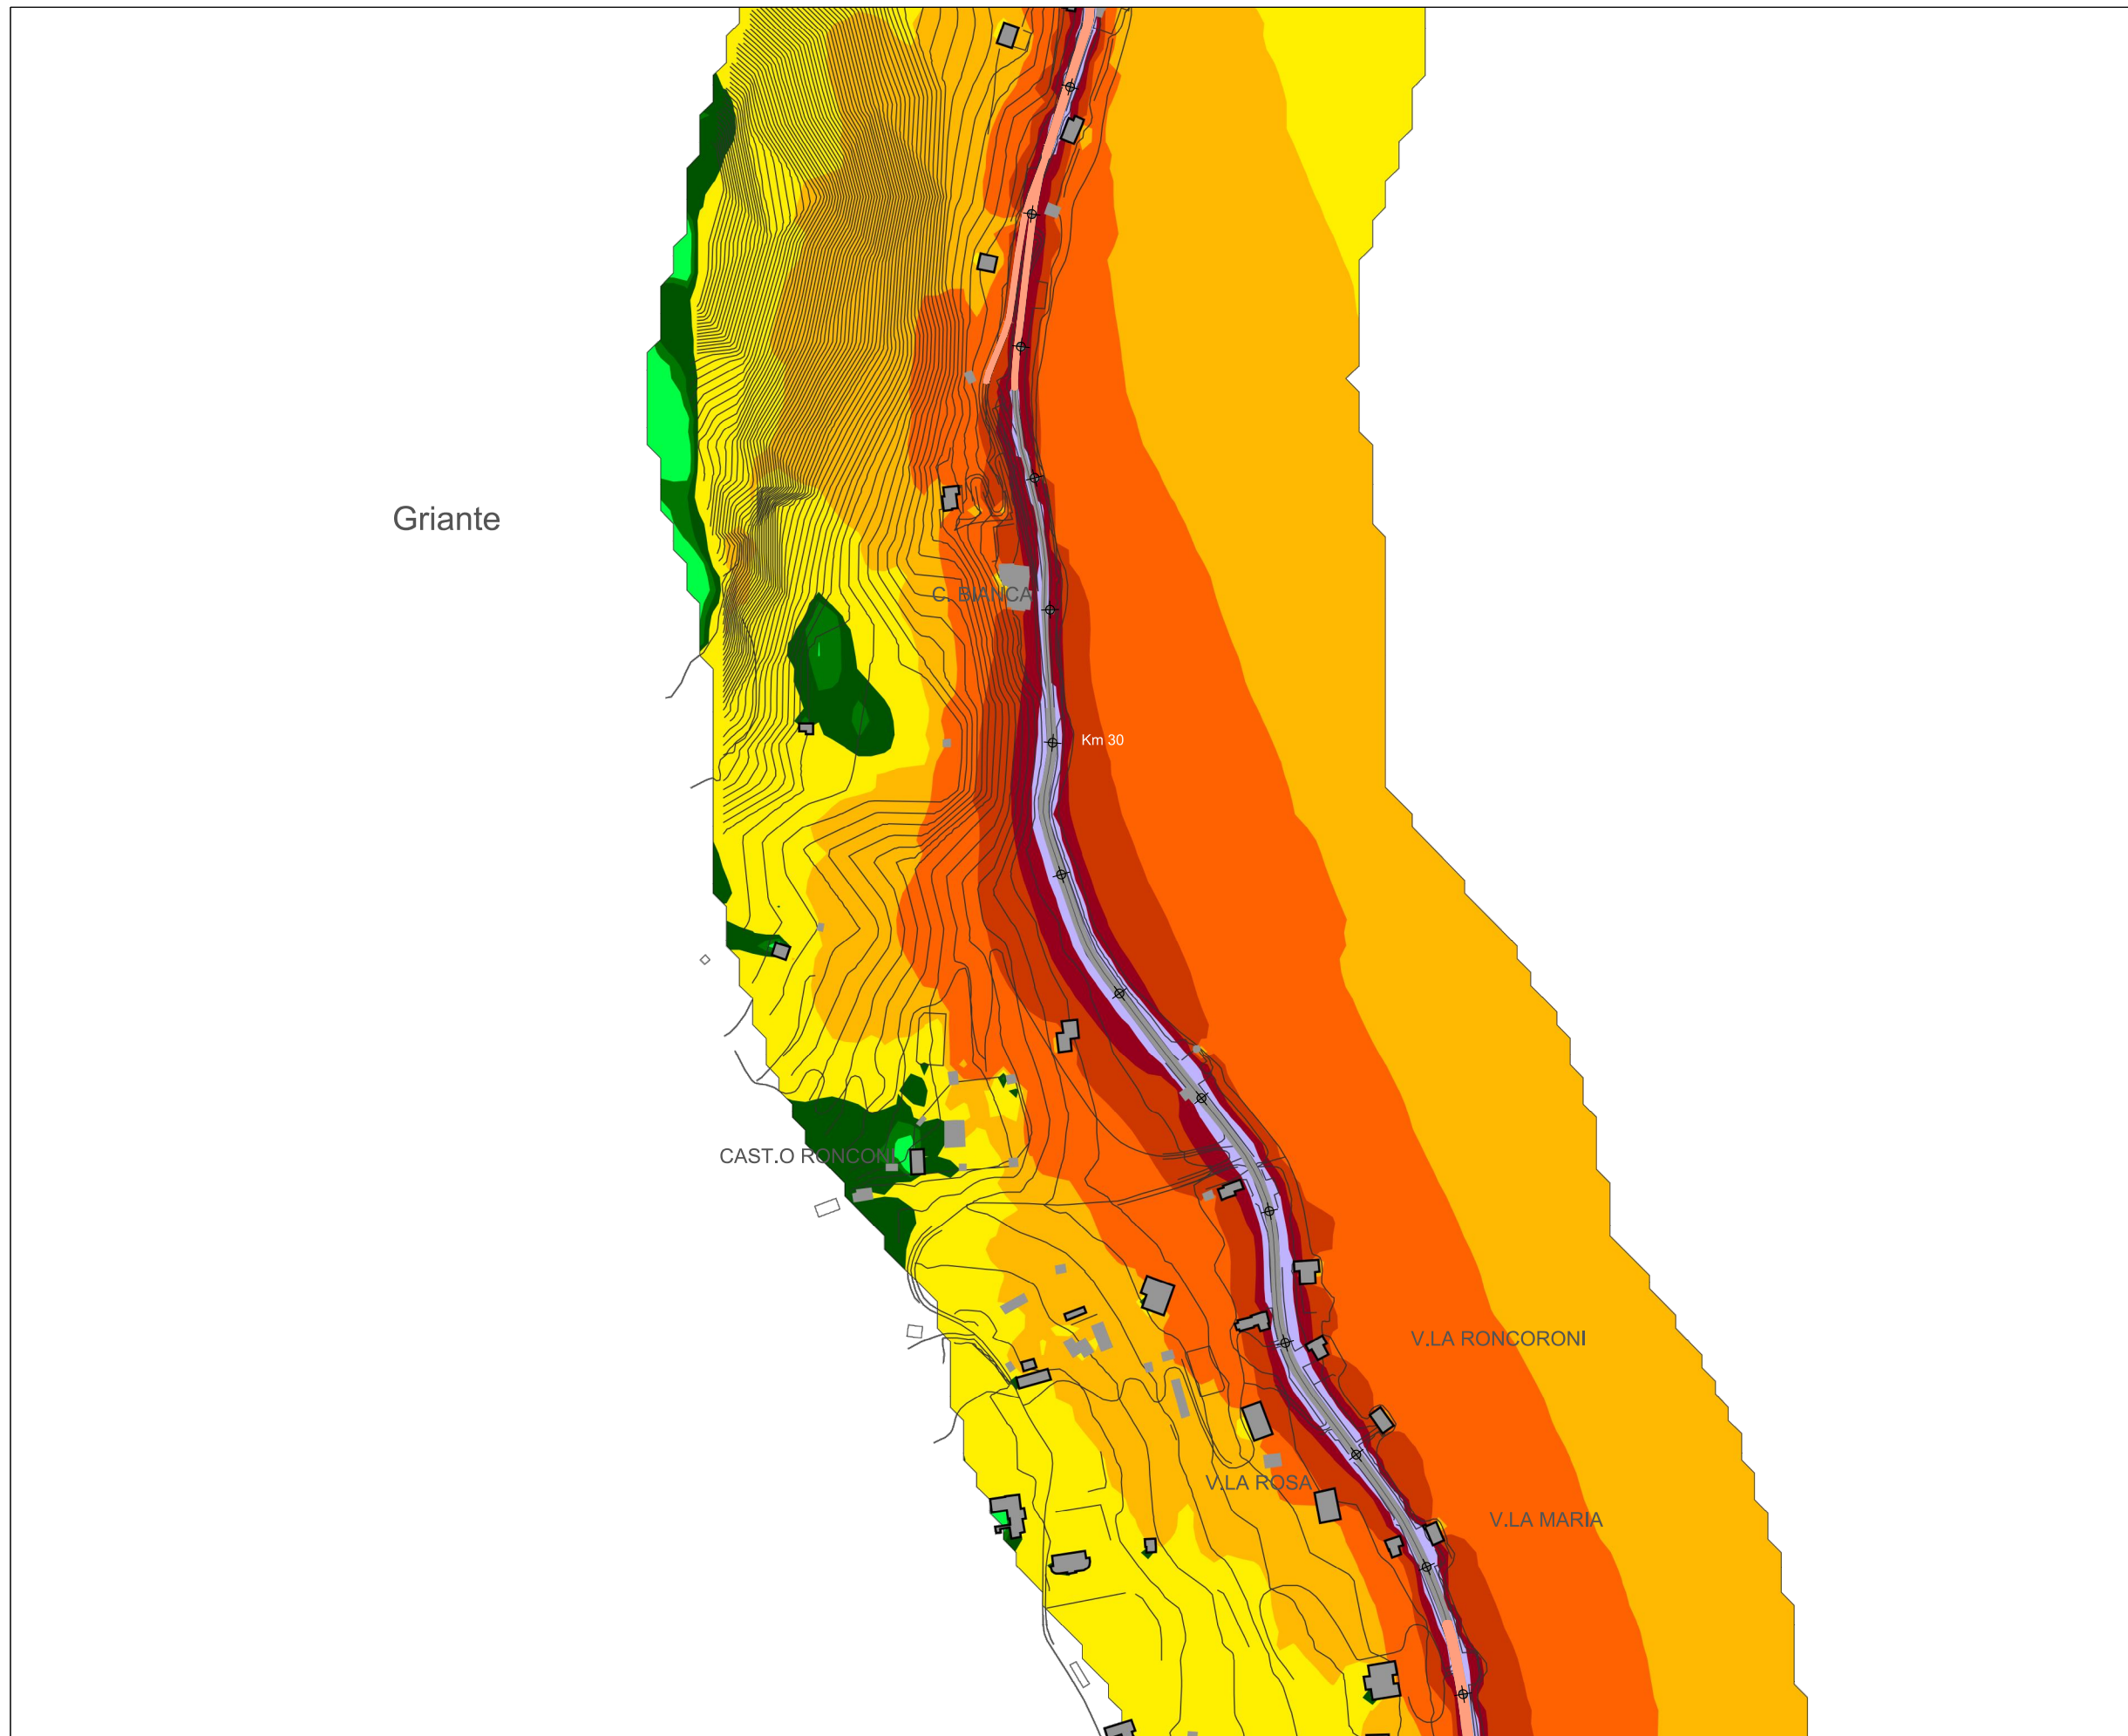 Griante
C. BIANCA
Km 30
CAST.O RONCONI
V.LA RONCORONI
V.LA ROSA
V.LA MARIA